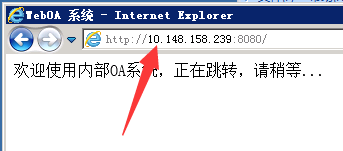 WebOA 系统 - Internet Explorer
http://10.148.158.239:8080/
欢迎使用内部OA系统，正在跳转，请稍等...